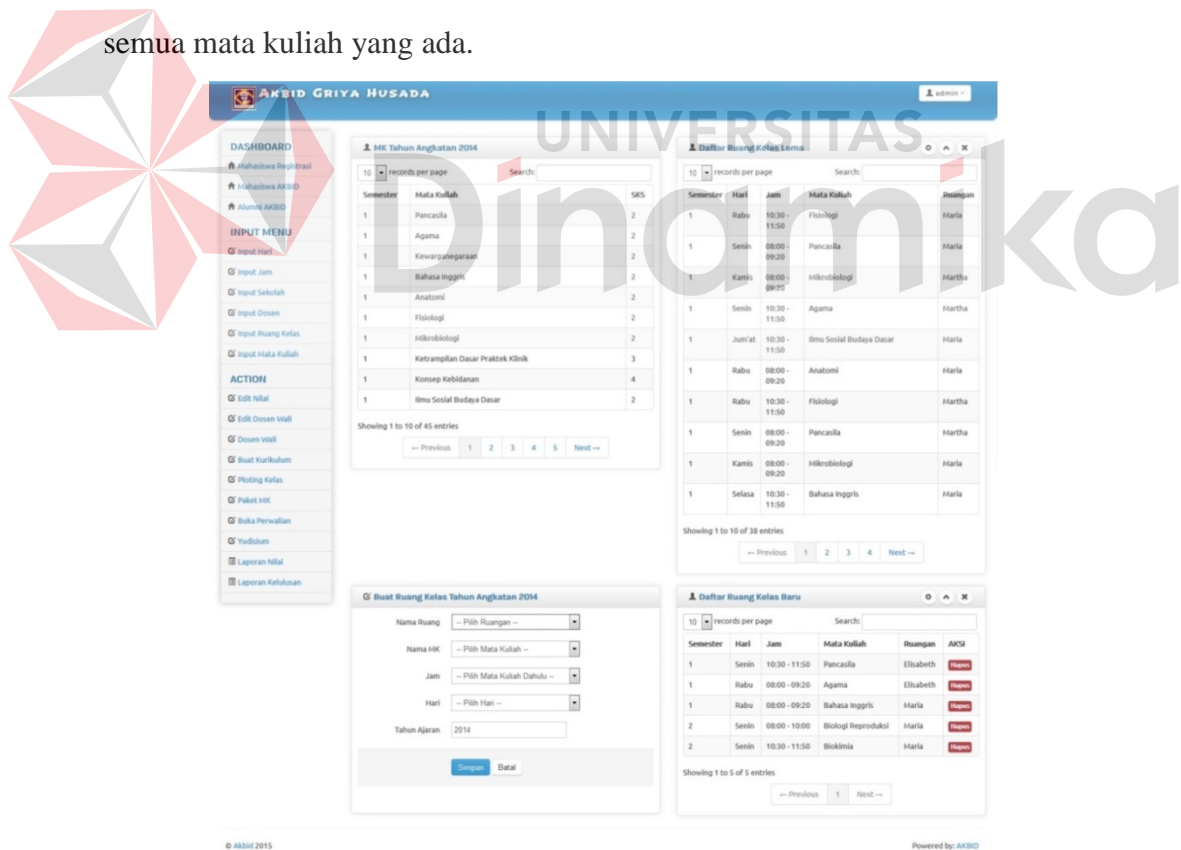 semua mata kuliah yang ada.
AKBID GRIYA HUSADA
admin
UNIVERSITAS
Dinamika
DASHBOARD
Mahasiswa Registrasi
Mahasiswa AKBID
Alumni AKBID
INPUT MENU
Input Hari
Input Jam
Input Sekolah
Input Dosen
Input Ruang Kelas
Input Mata Kuliah
ACTION
Edit Nilai
Edit Dosen Wali
Dosen Wali
Buat Kurikulum
Ploting Kelas
Paket MK
Buka Perwalian
Yudisium
Laporan Nilai
Laporan Kelulusan
MK Tahun Angkatan 2014
10 records per page Search:
Semester Mata Kuliah SKS
1 Pancasila 2
1 Agama 2
1 Kewarganegaraan 2
1 Bahasa Inggris 2
1 Anatomi 2
1 Fisiologi 2
1 Mikrobiologi 2
1 Ketrampilan Dasar Praktek Klinik 3
1 Konsep Kebidanan 4
1 Ilmu Sosial Budaya Dasar 2
Showing 1 to 10 of 45 entries
← Previous 1 2 3 4 5 Next →
Daftar Ruang Kelas Lama
10 records per page Search:
Semester Hari Jam Mata Kuliah Ruangan
1 Rabu 10:30 - Fisiologi Maria
11:50
1 Senin 08:00 - Pancasila Maria
09:20
1 Kamis 08:00 - Mikrobiologi Martha
09:20
1 Senin 10:30 - Agama Martha
11:50
1 Jum'at 10:30 - Ilmu Sosial Budaya Dasar Maria
11:50
1 Rabu 08:00 - Anatomi Maria
09:20
1 Rabu 10:30 - Fisiologi Martha
11:50
1 Senin 08:00 - Pancasila Martha
09:20
1 Kamis 08:00 - Mikrobiologi Maria
09:20
1 Selasa 10:30 - Bahasa Inggris Maria
11:50
Showing 1 to 10 of 38 entries
← Previous 1 2 3 4 Next →
Buat Ruang Kelas Tahun Angkatan 2014
Nama Ruang -- Pilih Ruangan --
Nama MK -- Pilih Mata Kuliah --
Jam -- Pilih Mata Kuliah Dahulu --
Hari -- Pilih Hari --
Tahun Ajaran 2014
Simpan Batal
Daftar Ruang Kelas Baru
10 records per page Search:
Semester Hari Jam Mata Kuliah Ruangan AKSI
1 Senin 10:30 - 11:50 Pancasila Elisabeth Hapus
1 Rabu 08:00 - 09:20 Agama Elisabeth Hapus
1 Rabu 08:00 - 09:20 Bahasa Inggris Maria Hapus
2 Senin 08:00 - 10:00 Biologi Reproduksi Maria Hapus
2 Senin 10:30 - 11:50 Biokimia Maria Hapus
Showing 1 to 5 of 5 entries
← Previous 1 Next →
© Akbid 2015
Powered by: AKBID